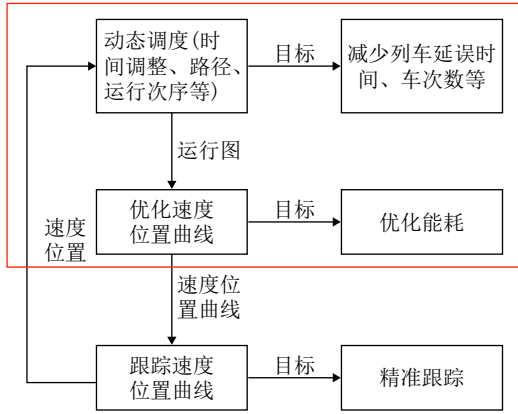 动态调度(时
间调整、路径、
运行次序等)
目标
减少列车延误时
间、车次数等
运行图
优化速度
位置曲线
目标
优化能耗
速度
位置
速度位
置曲线
跟踪速度
位置曲线
目标
精准跟踪